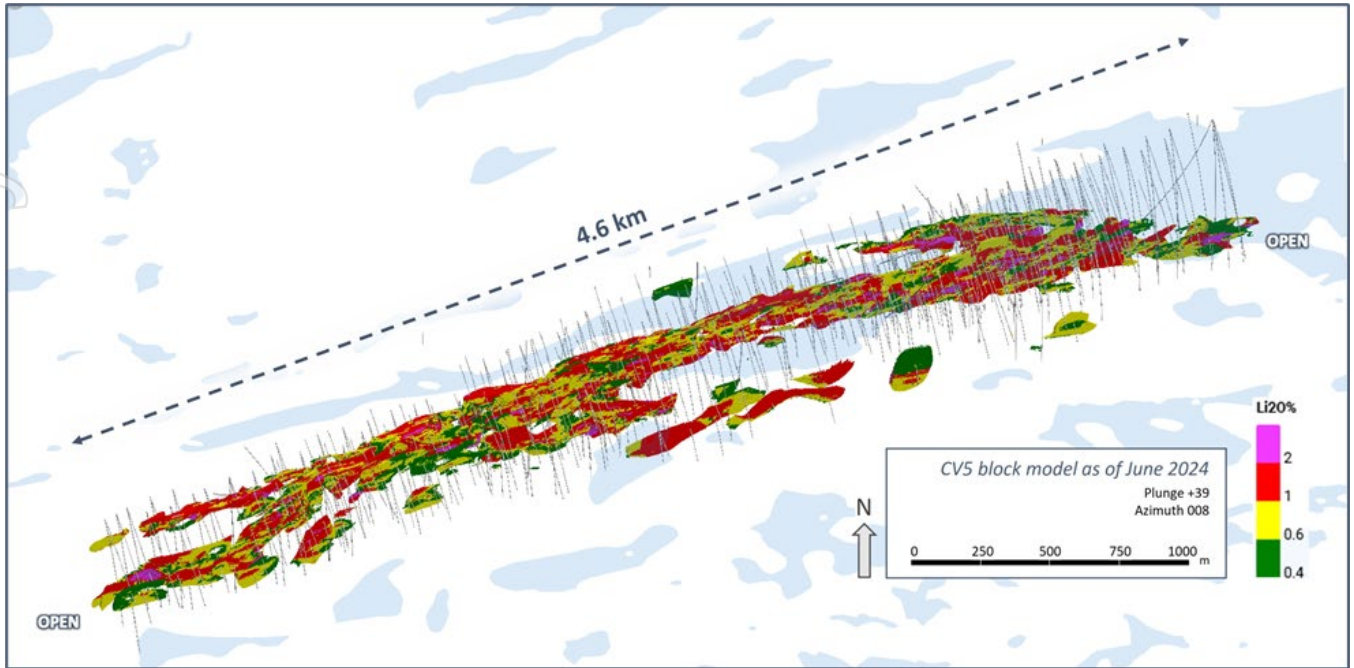 4.6 km
OPEN
OPEN
Li20%
2
1
0.6
0.4
CV5 block model as of June 2024
Plunge +39
Azimuth 008
N
0 250 500 750 1000 m